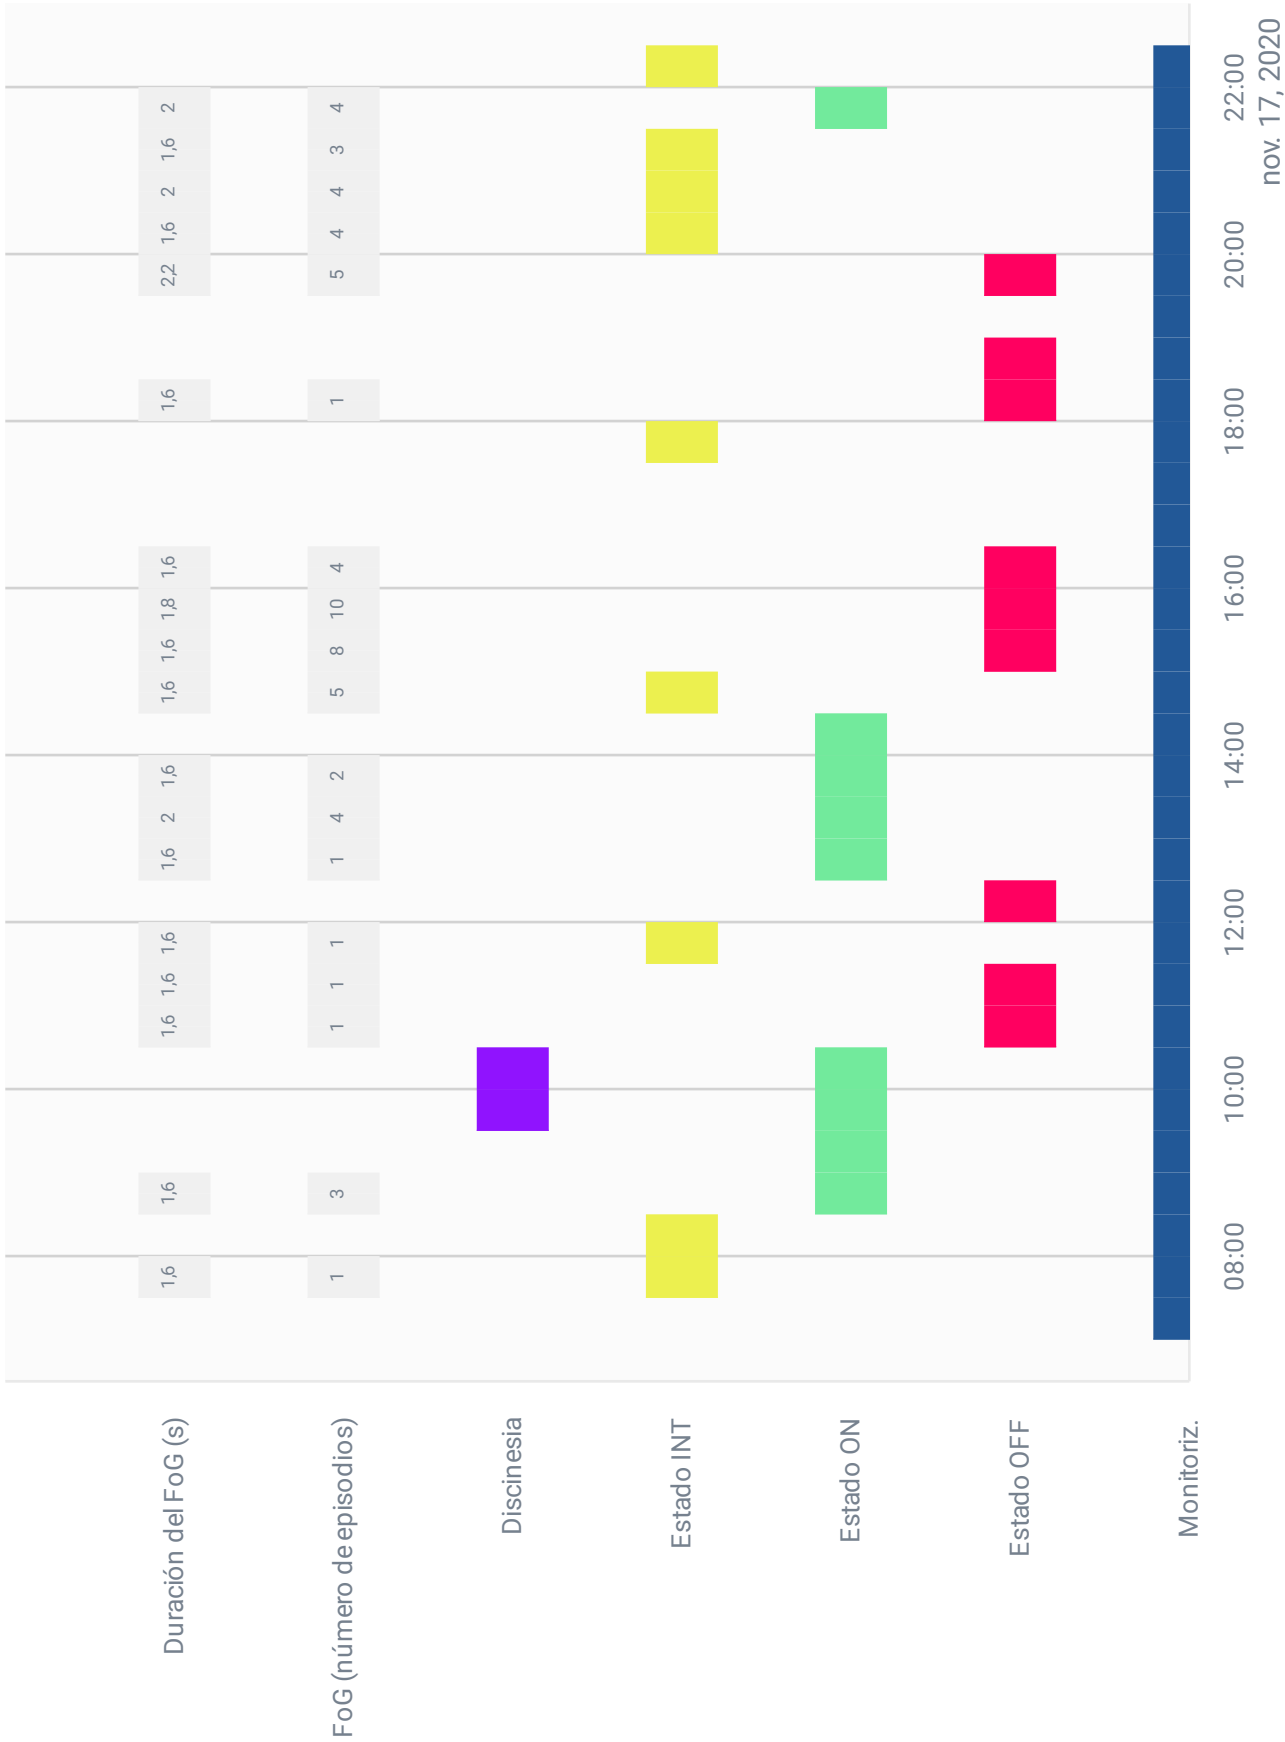 Duración del FoG (s)
1,6 1,6 1,6 1,6 1,6 1,6 2 1,6 1,6 1,6 1,8 1,6 1,6 2,2 1,6 2 1,6 2
FoG (número de episodios)
1 3 1 1 1 1 4 2 5 8 10 4 1 5 4 4 3 4
Discinesia
Estado INT
Estado ON
Estado OFF
Monitoriz.
08:00 10:00 12:00 14:00 16:00 18:00 20:00 22:00
nov. 17, 2020